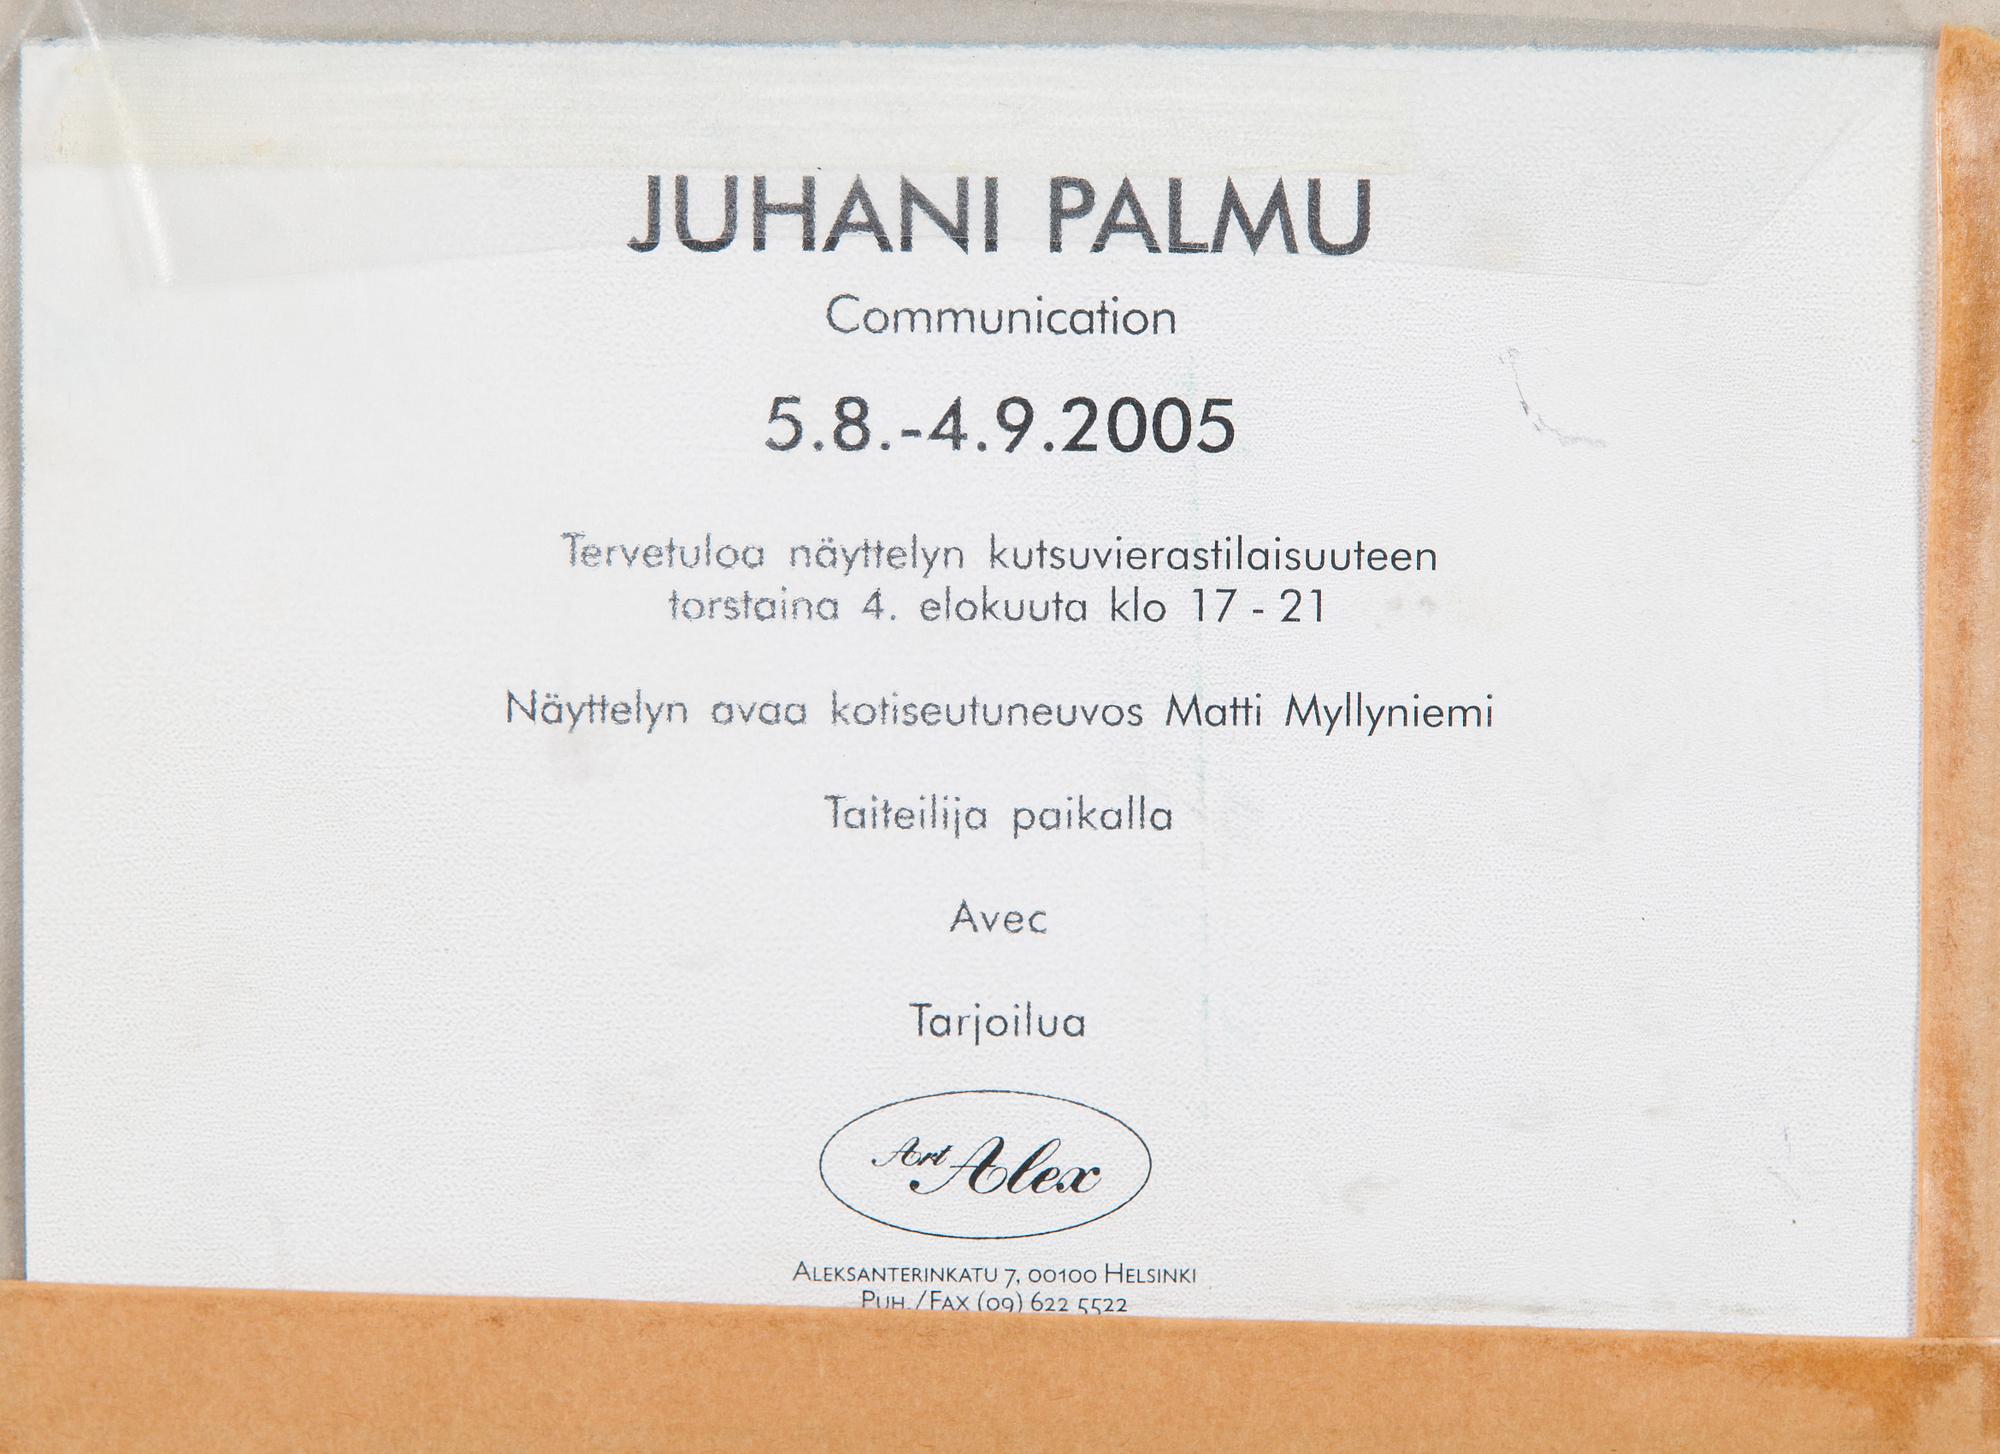 JUHANI PALMU
Communication
5.8.-4.9.2005
Tervetuloa näyttelyn kutsuvierastilaisuuteen
torstaina 4. elokuuta klo 17 - 21
Näyttelyn avaa kotiseutuneuvos Matti Myllyniemi
Taiteilija paikalla
Avec
Tarjoilua
Art Alex
ALEKSANTERINKATU 7, 00100 HELSINKI
PUH./FAX (09) 622 5522